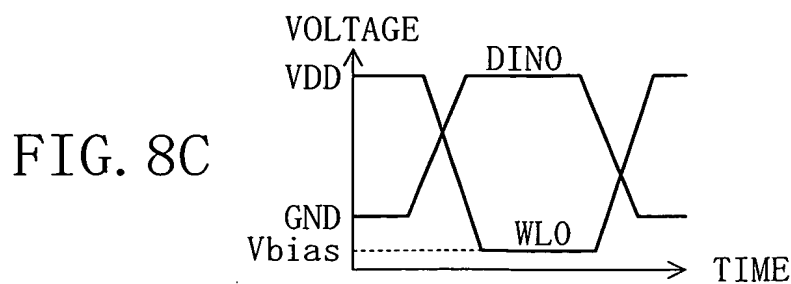 VOLTAGE
VDD
DIN0
FIG. 8C
GND
Vbias
WL0
TIME